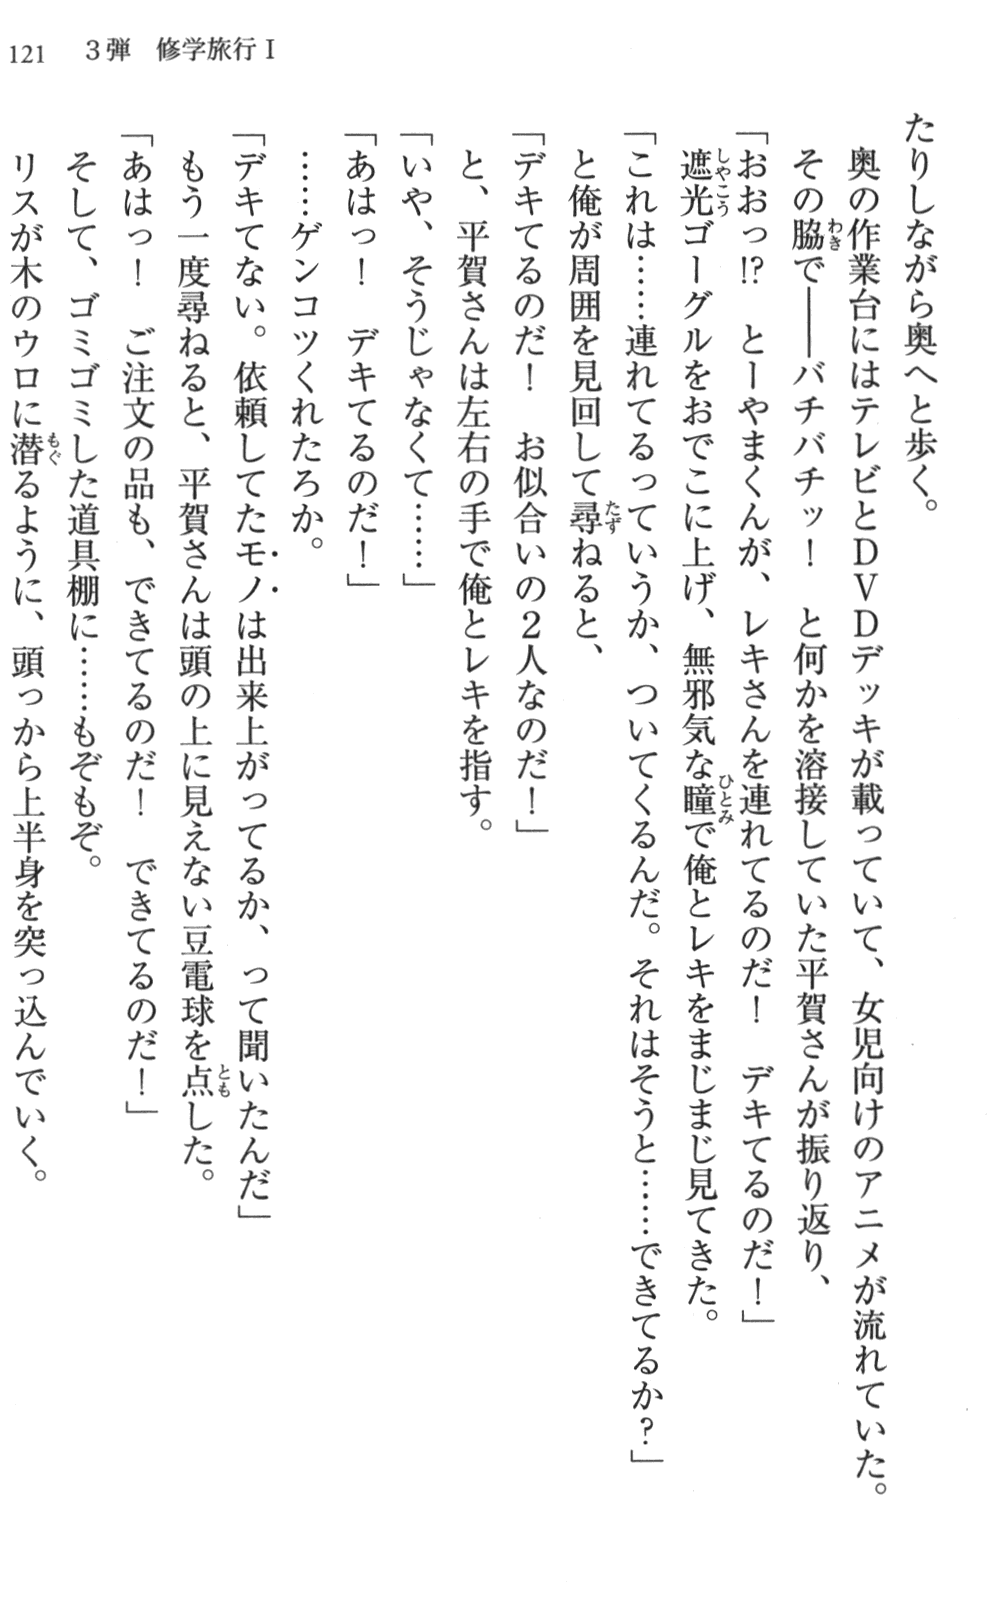 121　3弾　修学旅行Ⅰ
たりしながら奥へと歩く。
　奥の作業台にはテレビとＤＶＤデッキが載っていて、女児向けのアニメが流れていた。
　その脇で――バチバチッ！　と何かを溶接していた平賀さんが振り返り、
「おおっ!?　とーやまくんが、レキさんを連れてるのだ！　デキてるのだ！」
　遮光ゴーグルをおでこに上げ、無邪気な瞳で俺とレキをまじまじ見てきた。
「これは……連れてるっていうか、ついてくるんだ。それはそうと……できてるか？」
　と俺が周囲を見回して尋ねると、
「デキてるのだ！　お似合いの２人なのだ！」
　と、平賀さんは左右の手で俺とレキを指す。
「いや、そうじゃなくて……」
「あはっ！　デキてるのだ！」
　……ゲンコツくれたろか。
「デキてない。依頼してたモノは出来上がってるか、って聞いたんだ」
　もう一度尋ねると、平賀さんは頭の上に見えない豆電球を点した。
「あはっ！　ご注文の品も、できてるのだ！　できてるのだ！」
　そして、ゴミゴミした道具棚に……もぞもぞ。
　リスが木のウロに潜るように、頭っから上半身を突っ込んでいく。